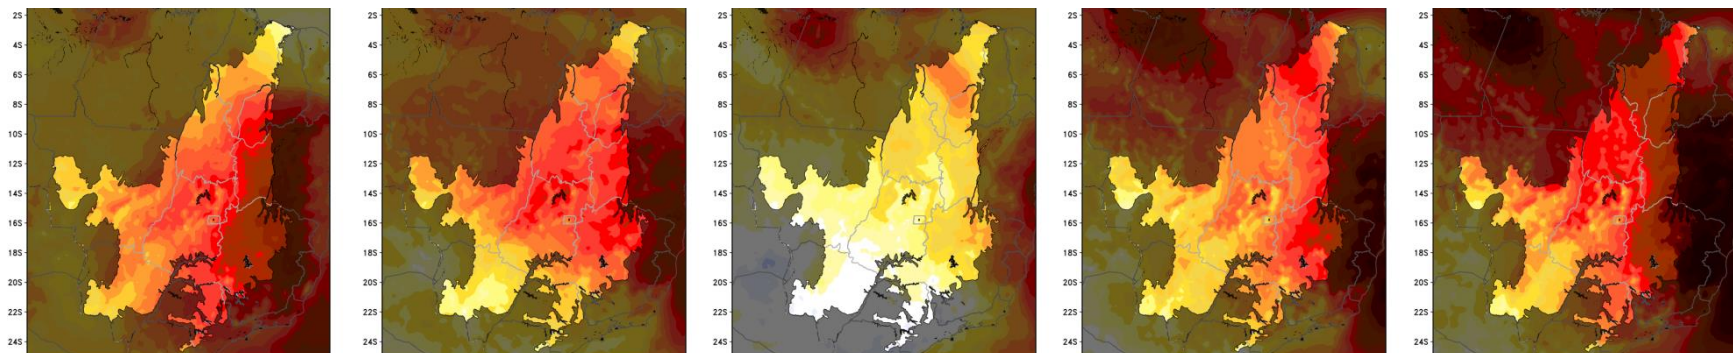 2S 2S 2S 2S 2S
4S 4S 4S 4S 4S
6S 6S 6S 6S 6S
8S 8S 8S 8S 8S
10S 10S 10S 10S 10S
12S 12S 12S 12S 12S
14S 14S 14S 14S 14S
16S 16S 16S 16S 16S
18S 18S 18S 18S 18S
20S 20S 20S 20S 20S
22S 22S 22S 22S 22S
24S 24S 24S 24S 24S